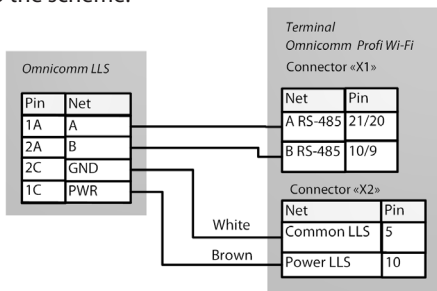 the scheme.
Omnicomm LLS
Pin Net
1A A
2A B
2C GND
1C PWR
White
Brown
Terminal
Omnicomm Profi Wi-Fi
Connector «X1»
Net Pin
A RS-485 21/20
B RS-485 10/9
Connector «X2»
Net Pin
Common LLS 5
Power LLS 10